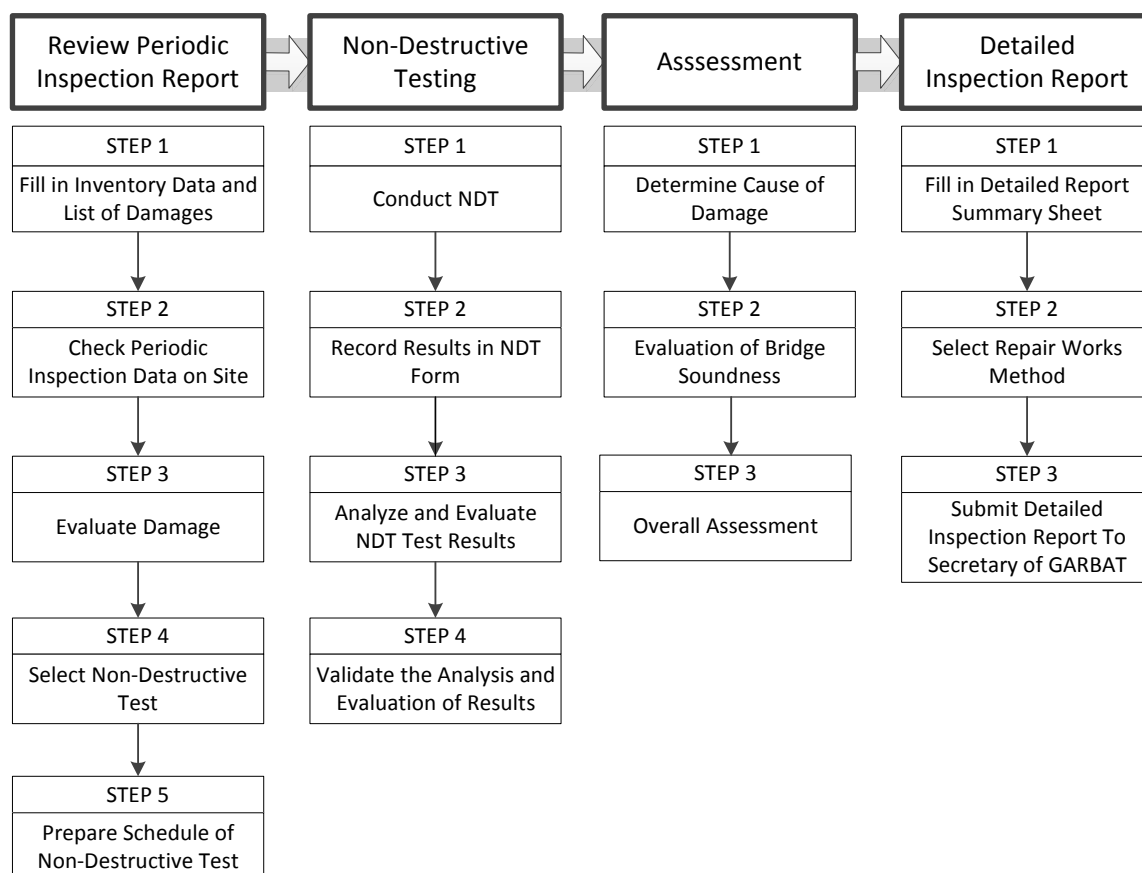 Review Periodic
Inspection Report
Non-Destructive
Testing
Asssessment
Detailed
Inspection Report
STEP 1
Fill in Inventory Data and
List of Damages
STEP 2
Check Periodic
Inspection Data on Site
STEP 3
Evaluate Damage
STEP 4
Select Non-Destructive
Test
STEP 5
Prepare Schedule of
Non-Destructive Test
STEP 1
Conduct NDT
STEP 2
Record Results in NDT
Form
STEP 3
Analyze and Evaluate
NDT Test Results
STEP 4
Validate the Analysis and
Evaluation of Results
STEP 1
Determine Cause of
Damage
STEP 2
Evaluation of Bridge
Soundness
STEP 3
Overall Assessment
STEP 1
Fill in Detailed Report
Summary Sheet
STEP 2
Select Repair Works
Method
STEP 3
Submit Detailed
Inspection Report To
Secretary of GARBAT